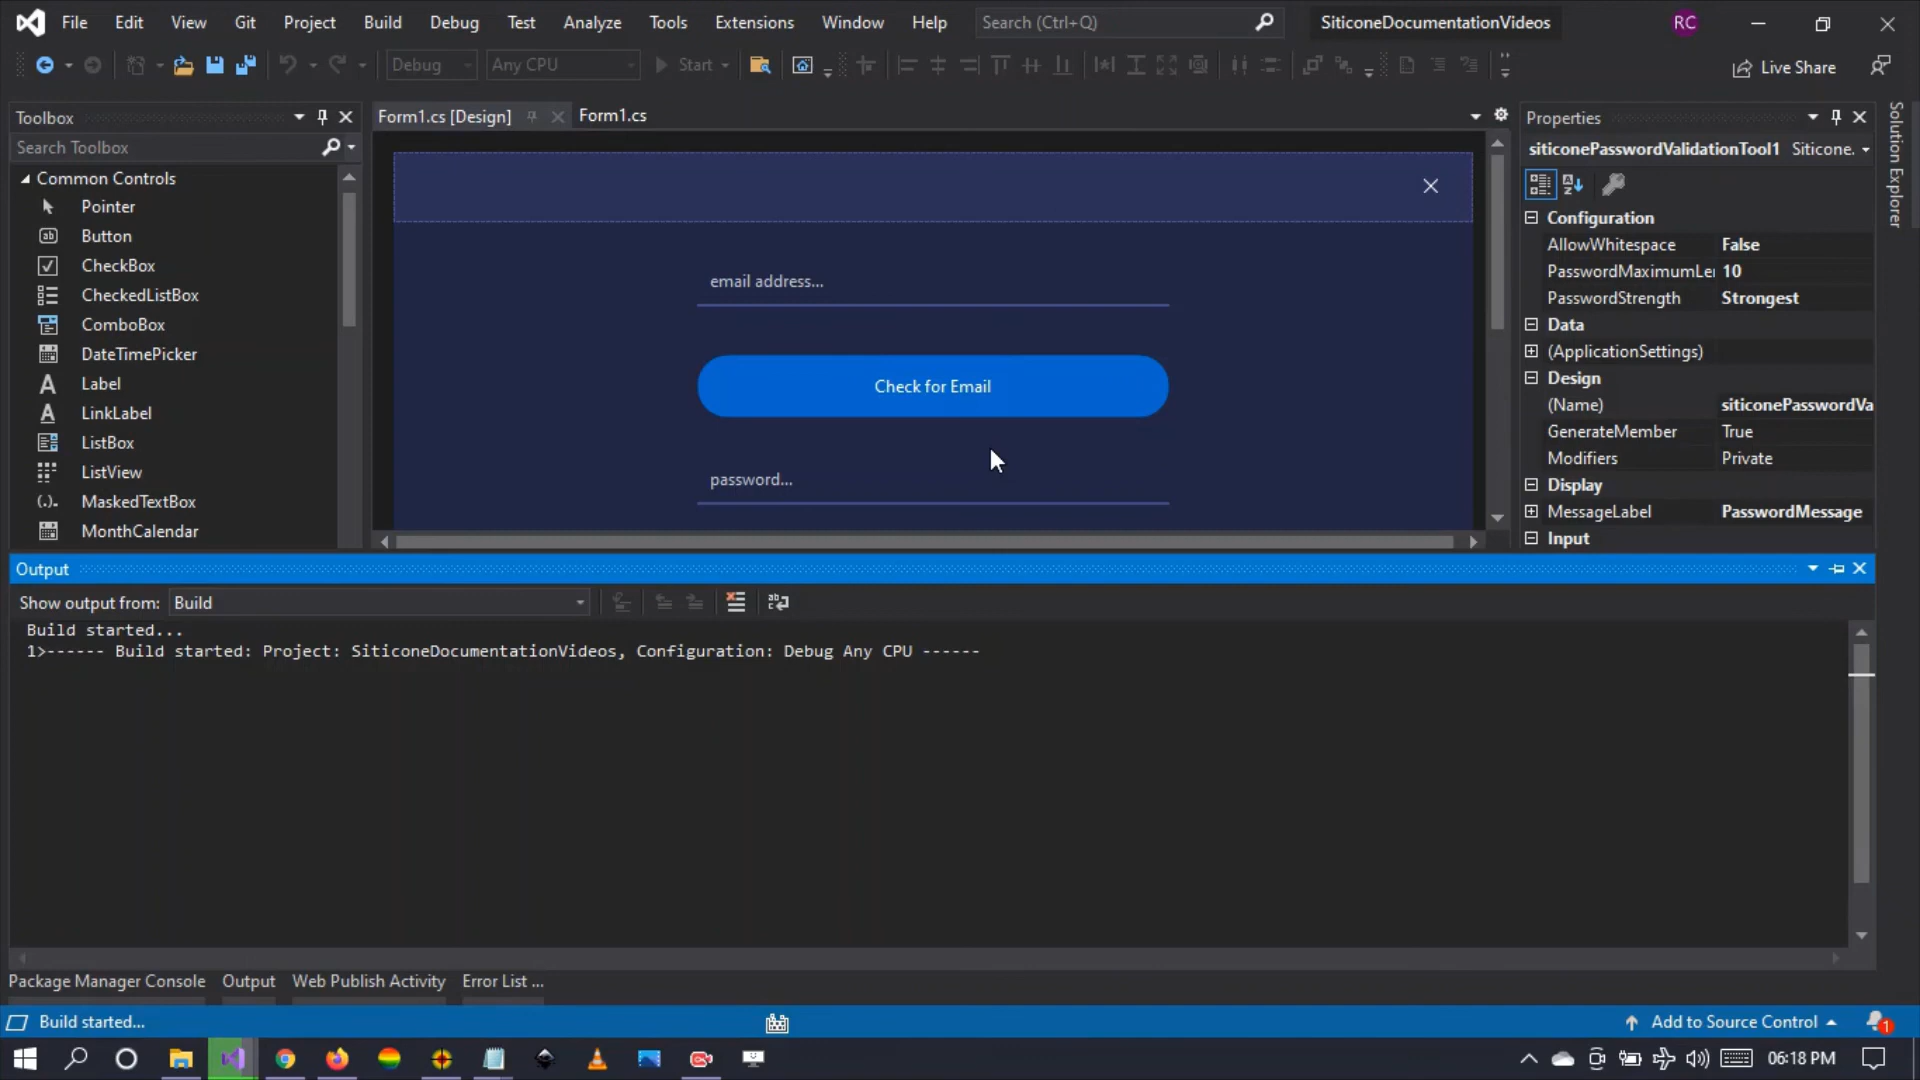 File Edit View Git Project Build Debug Test Analyze Tools Extensions Window Help Search (Ctrl+Q) SiticoneDocumentationVideos RC
Debug Any CPU Start Live Share
Toolbox
Search Toolbox
Common Controls
Pointer
Button
CheckBox
CheckedListBox
ComboBox
DateTimePicker
Label
LinkLabel
ListBox
ListView
MaskedTextBox
MonthCalendar
Form1.cs [Design] Form1.cs
email address...
Check for Email
password...
Properties
siticonePasswordValidationTool1 Siticone.
Configuration
AllowWhitespace False
PasswordMaximumLei 10
PasswordStrength Strongest
Data
(ApplicationSettings)
Design
(Name) siticonePasswordVa
GenerateMember True
Modifiers Private
Display
MessageLabel PasswordMessage
Input
Solution Explorer
Output
Show output from: Build
Build started...
1>------ Build started: Project: SiticoneDocumentationVideos, Configuration: Debug Any CPU ------
Package Manager Console Output Web Publish Activity Error List ...
Build started... Add to Source Control 1
06:18 PM